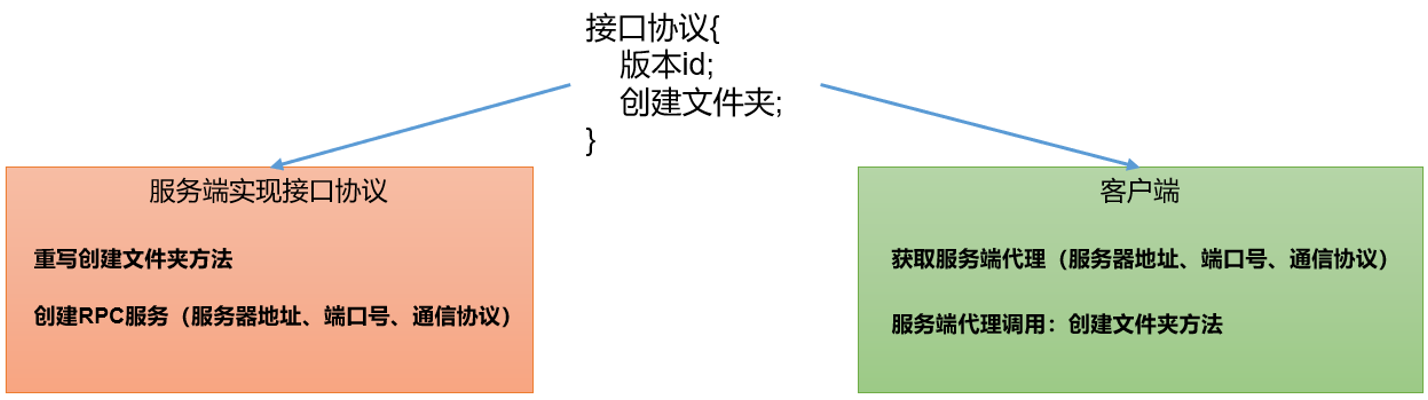 接口协议{
版本id;
创建文件夹;
}
服务端实现接口协议
重写创建文件夹方法
创建RPC服务（服务器地址、端口号、通信协议）
客户端
获取服务端代理（服务器地址、端口号、通信协议）
服务端代理调用：创建文件夹方法